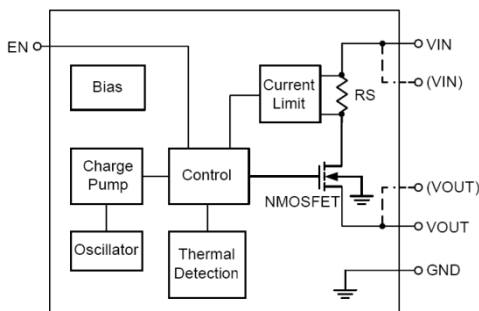 EN
VIN
Bias
Current
Limit
RS
(VIN)
Charge
Pump
Control
NMOSFET
(VOUT)
VOUT
Oscillator
Thermal
Detection
GND